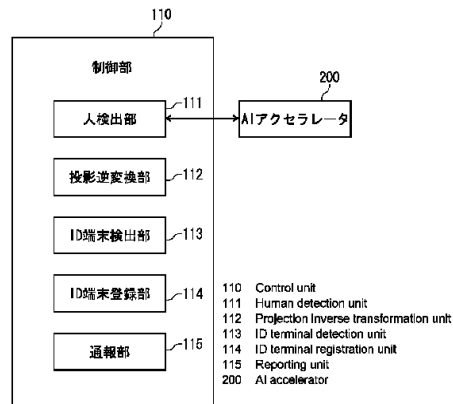 110
制御部
200
人検出部
111
AIアクセラレータ
投影逆変換部
112
ID端末検出部
113
ID端末登録部
114
通報部
115
110 Control unit
111 Human detection unit
112 Projection Inverse transformation unit
113 ID terminal detection unit
114 ID terminal registration unit
115 Reporting unit
200 AI accelerator